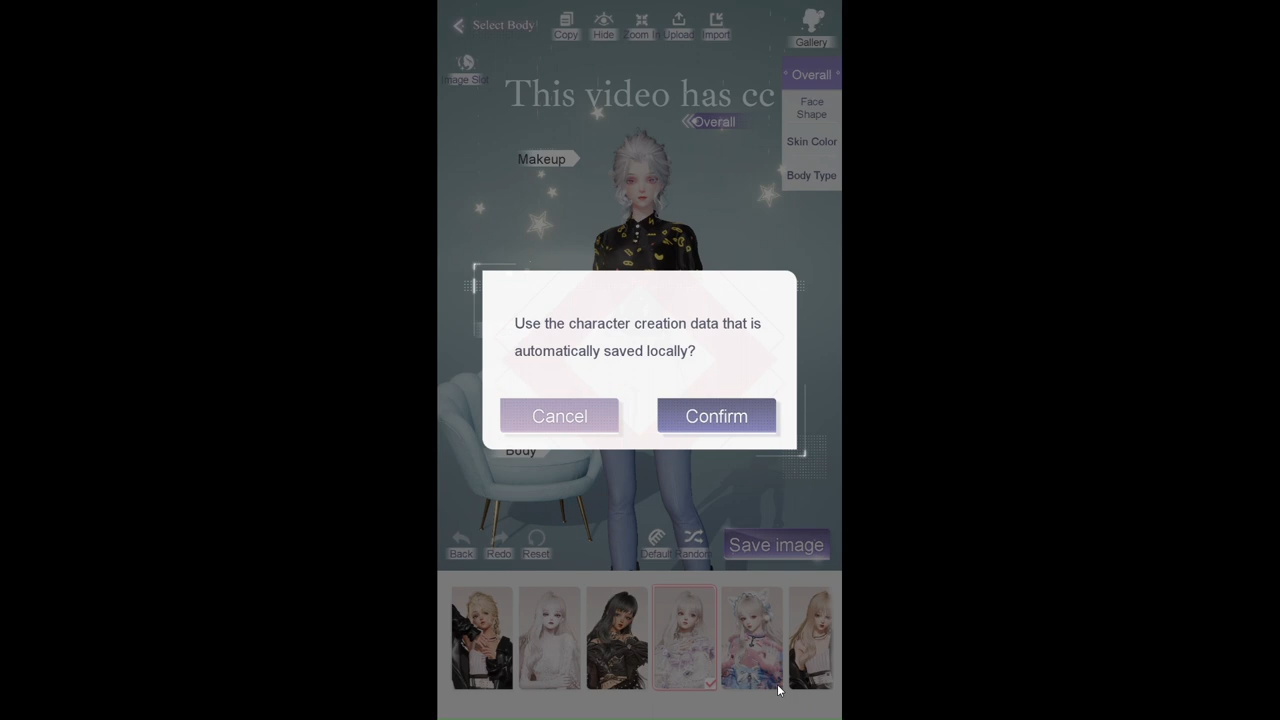 Select Body
Copy
Hide
Zoom In
Upload
Import
Gallery
Image Slot
Overall
This video has cc
Face
Shape
Overall
Skin Color
Makeup
Body Type
Use the character creation data that is
automatically saved locally?
Cancel
Confirm
Body
Back
Redo
Reset
Default
Random
Save image